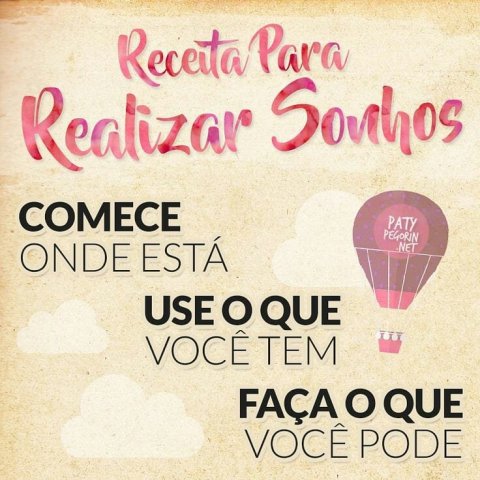 Receita Para
Realizar Sonhos
COMECE
ONDE ESTÁ
PATY
PEGORIN
.NET
USE O QUE
VOCÊ TEM
FAÇA O QUE
VOCÊ PODE